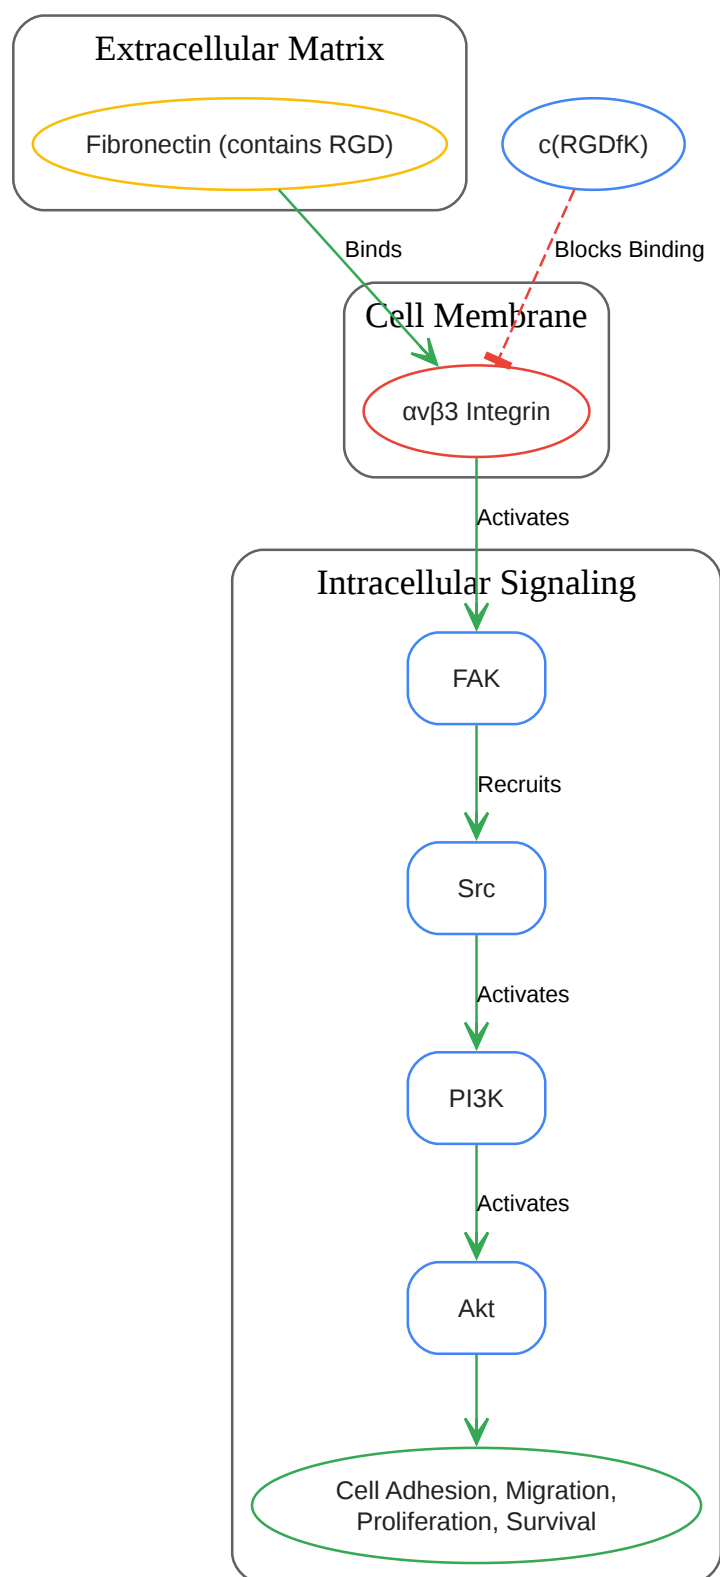 Extracellular Matrix
Fibronectin (contains RGD)
c(RGDfK)
Binds
Blocks Binding
Cell Membrane
αvβ3 Integrin
Activates
Intracellular Signaling
FAK
Recruits
Src
Activates
PI3K
Activates
Akt
Cell Adhesion, Migration,
Proliferation, Survival